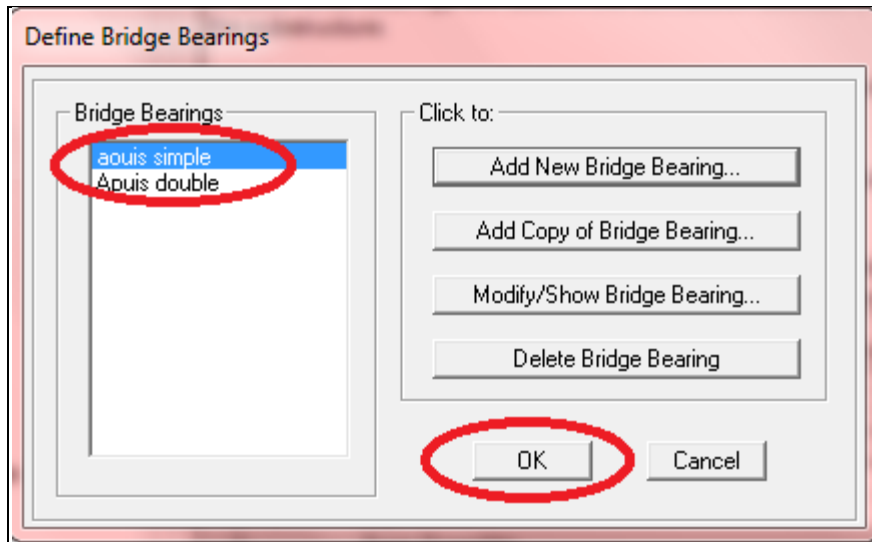 Define Bridge Bearings
Bridge Bearings
aouis simple
Apuis double
Click to:
Add New Bridge Bearing...
Add Copy of Bridge Bearing...
Modify/Show Bridge Bearing...
Delete Bridge Bearing
OK
Cancel